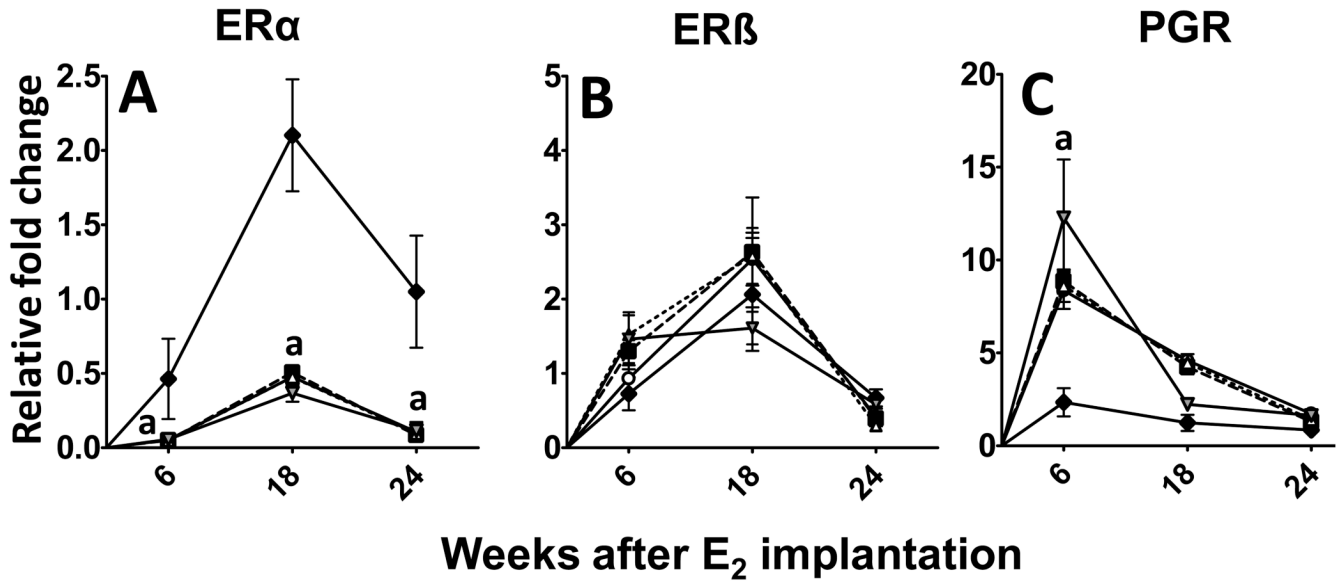 ERα
ERß
PGR
Relative fold change
A
2.5
2.0
1.5
1.0
0.5
0.0
a
a
a
6
18
24
B
5
4
3
2
1
0
6
18
24
C
20
15
10
5
0
a
6
18
24
Weeks after E₂ implantation